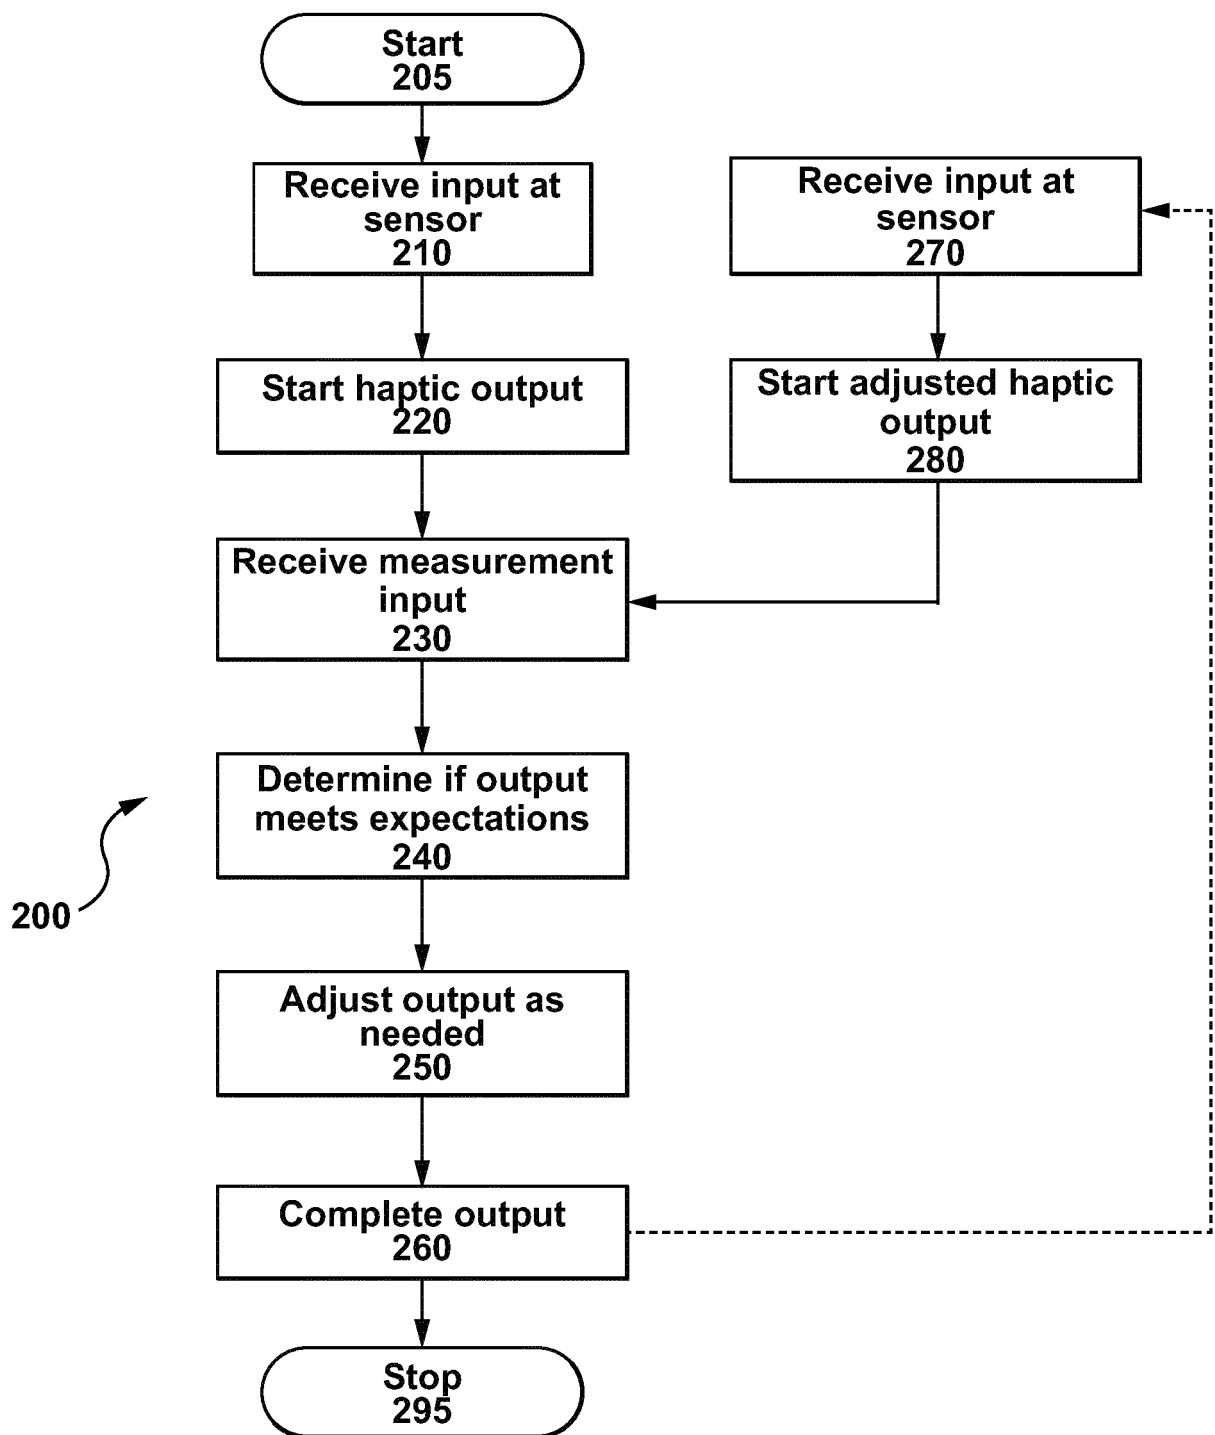 Start
205
Receive input at
sensor
210
Receive input at
sensor
270
Start haptic output
220
Start adjusted haptic
output
280
Receive measurement
input
230
Determine if output
meets expectations
240
200
Adjust output as
needed
250
Complete output
260
Stop
295